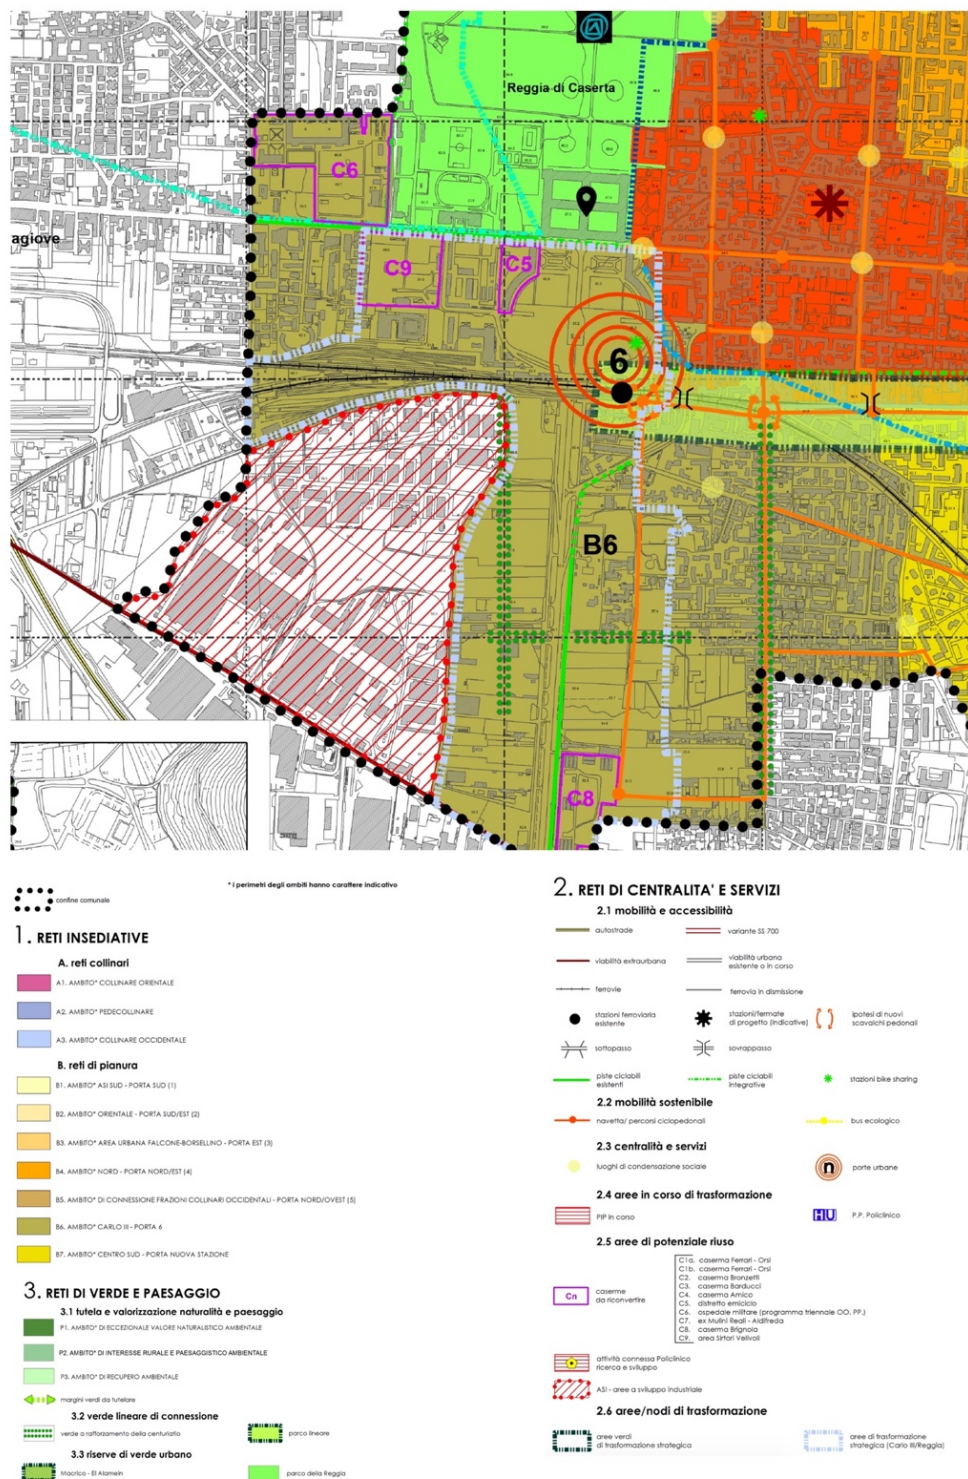 Reggia di Caserta
C6
agiove
C9
C5
6
B6
C8
* i perimetri degli ambiti hanno carattere indicativo
confine comunale
1. RETI INSEDIATIVE
A. reti collinari
A1. AMBITO* COLLINARE ORIENTALE
A2. AMBITO* PEDECOLLINARE
A3. AMBITO* COLLINARE OCCIDENTALE
B. reti di pianura
B1. AMBITO* ASI SUD - PORTA SUD (1)
B2. AMBITO* ORIENTALE - PORTA SUD/EST (2)
B3. AMBITO* AREA URBANA FALCONE-BORSELLINO - PORTA EST (3)
B4. AMBITO* NORD - PORTA NORD/EST (4)
B5. AMBITO* DI CONNESSIONE FRAZIONI COLLINARI OCCIDENTALI - PORTA NORD/OVEST (5)
B6. AMBITO* CARLO III - PORTA 6
B7. AMBITO* CENTRO SUD - PORTA NUOVA STAZIONE
3. RETI DI VERDE E PAESAGGIO
3.1 tutela e valorizzazione naturalità e paesaggio
P1. AMBITO* DI ECCEZIONALE VALORE NATURALISTICO AMBIENTALE
P2. AMBITO* DI INTERESSE RURALE E PAESAGGISTICO AMBIENTALE
P3. AMBITO* DI RECUPERO AMBIENTALE
margini verdi da tutelare
3.2 verde lineare di connessione
verde a rafforzamento della centuriatio
parco lineare
3.3 riserve di verde urbano
Macrico - El Alamein
parco della Reggia
2. RETI DI CENTRALITA' E SERVIZI
2.1 mobilità e accessibilità
autostrade
variante SS 700
viabilità extraurbana
viabilità urbana
esistente o in corso
ferrovie
ferrovia in dismissione
stazioni ferroviaria
esistente
stazioni/fermate
di progetto (indicative)
ipotesi di nuovi
scavalchi pedonali
sottopasso
sovrappasso
piste ciclabili
esistenti
piste ciclabili
integrative
stazioni bike sharing
2.2 mobilità sostenibile
navetta/ percorsi ciclopedonali
bus ecologico
2.3 centralità e servizi
luoghi di condensazione sociale
n
porte urbane
2.4 aree in corso di trasformazione
PIP in corso
HU
P.P. Policlinico
2.5 aree di potenziale riuso
Cn
caserme
da riconvertire
C1a. caserma Ferrari - Orsi
C1b. caserma Ferrari - Orsi
C2. caserma Bronzetti
C3. caserma Barducci
C4. caserma Amico
C5. distretto emiciclo
C6. ospedale militare (programma triennale OO. PP.)
C7. ex Mulini Reali - Aldifreda
C8. caserma Brignola
C9. area Sirtori Velivoli
attività connessa Policlinico
ricerca e sviluppo
ASI - aree a sviluppo industriale
2.6 aree/nodi di trasformazione
aree verdi
di trasformazione strategica
aree di trasformazione
strategica (Carlo III/Reggia)